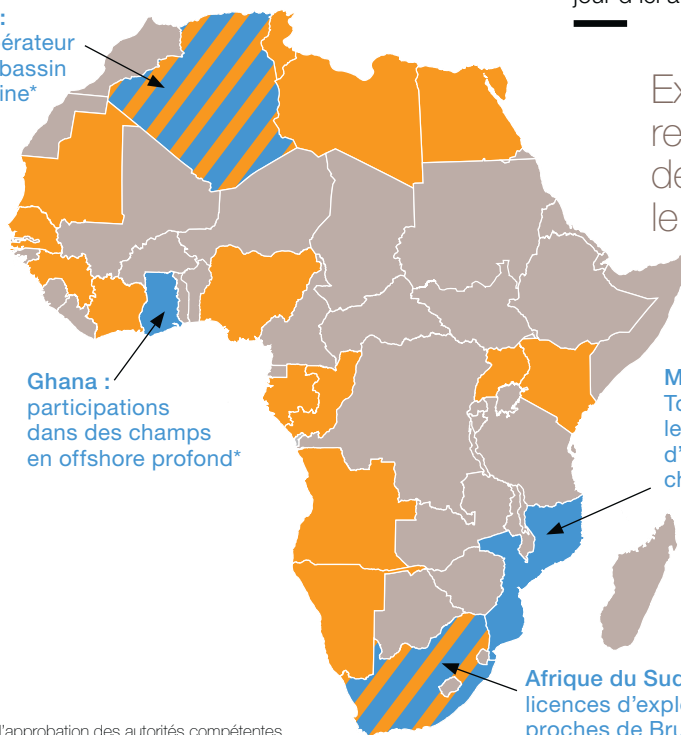 :
érateur
bassin
ine*
jour d'ici a
Ex
re
de
le
Ghana :
participations
dans des champs
en offshore profond*
M
To
le
d'
ch
Afrique du Sud
licences d'explo
proches de Bru
l'approbation des autorités compétentes